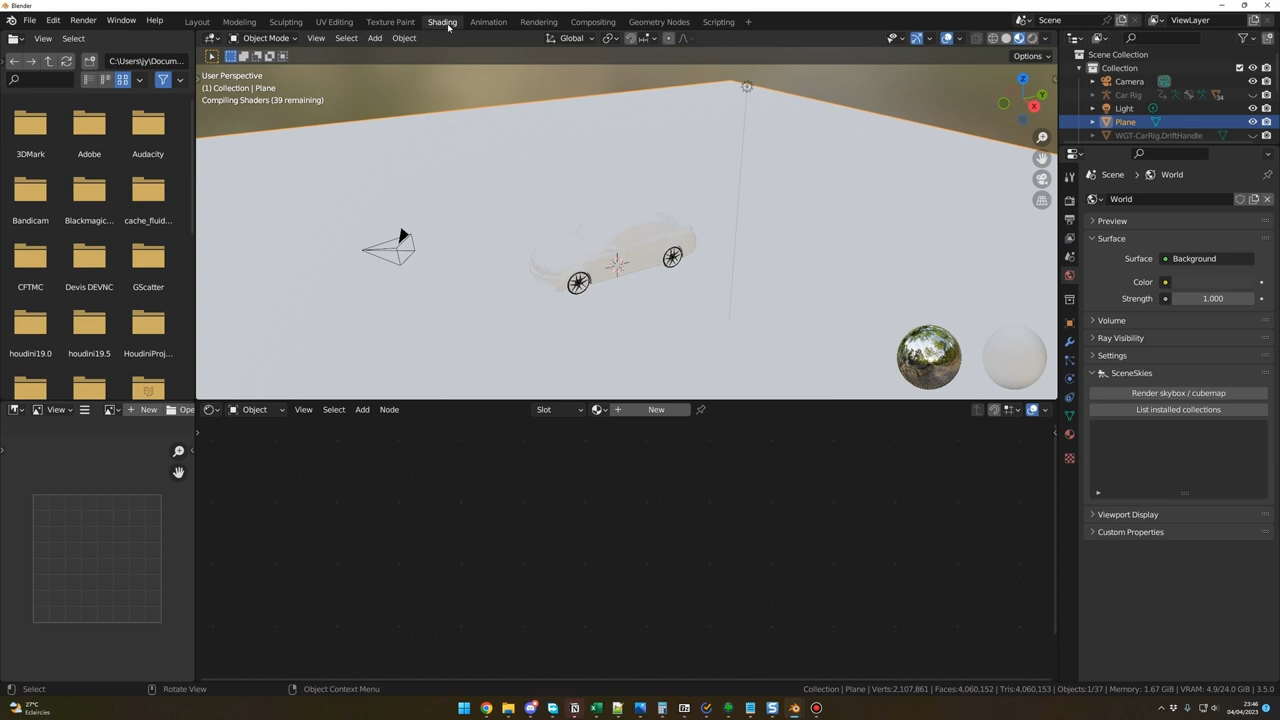 Blender
File Edit Render Window Help
Layout Modeling Sculpting UV Editing Texture Paint Shading Animation Rendering Compositing Geometry Nodes Scripting +
Scene
ViewLayer
View Select
Object Mode View Select Add Object
Global
Options
C:\Users\jy\Docum...
User Perspective
(1) Collection | Plane
Compiling Shaders (39 remaining)
3DMark Adobe Audacity
Bandicam Blackmagic... cache_fluid...
CFTMC Devis DEVNC GScatter
houdini19.0 houdini19.5 HoudiniProj...
Z
Y
X
Scene Collection
Collection
Camera
Car Rig
34
Light
Plane
WGT-CarRig.DriftHandle
Scene > World
World
Preview
Surface
Surface Background
Color
Strength 1.000
Volume
Ray Visibility
Settings
SceneSkies
Render skybox / cubemap
List installed collections
Viewport Display
Custom Properties
View + New Ope
Object View Select Add Node Slot + New
Select Rotate View Object Context Menu
Collection | Plane | Verts:2,107,861 | Faces:4,060,152 | Tris:4,060,153 | Objects:1/37 | Memory: 1.67 GiB | VRAM: 4.9/24.0 GiB | 3.5.0
27°C
Eclaircies
23:46
04/04/2023